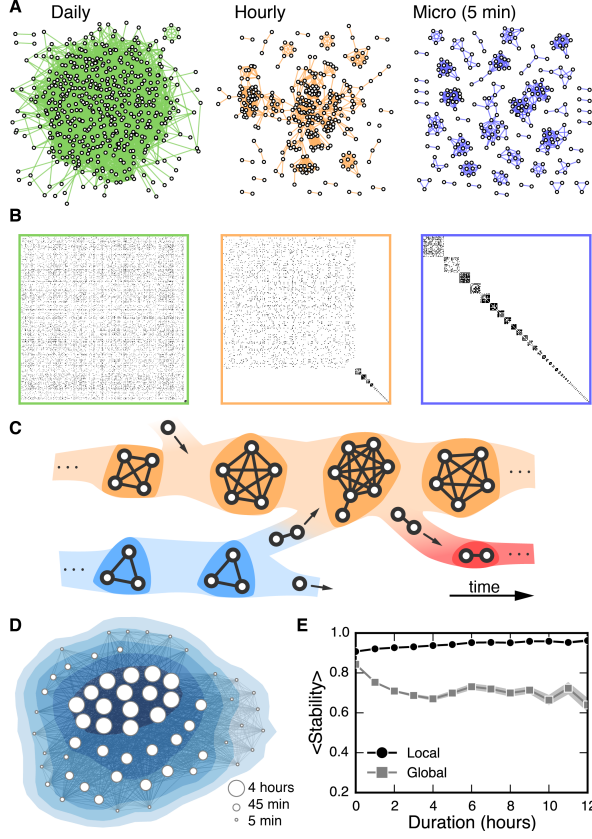 A
Daily
Hourly
Micro (5 min)
B
C
...
...
...
...
time
D
4 hours
45 min
5 min
E
<Stability>
1.0
0.8
0.6
0.4
0.2
Local
Global
0 2 4 6 8 10 12
Duration (hours)